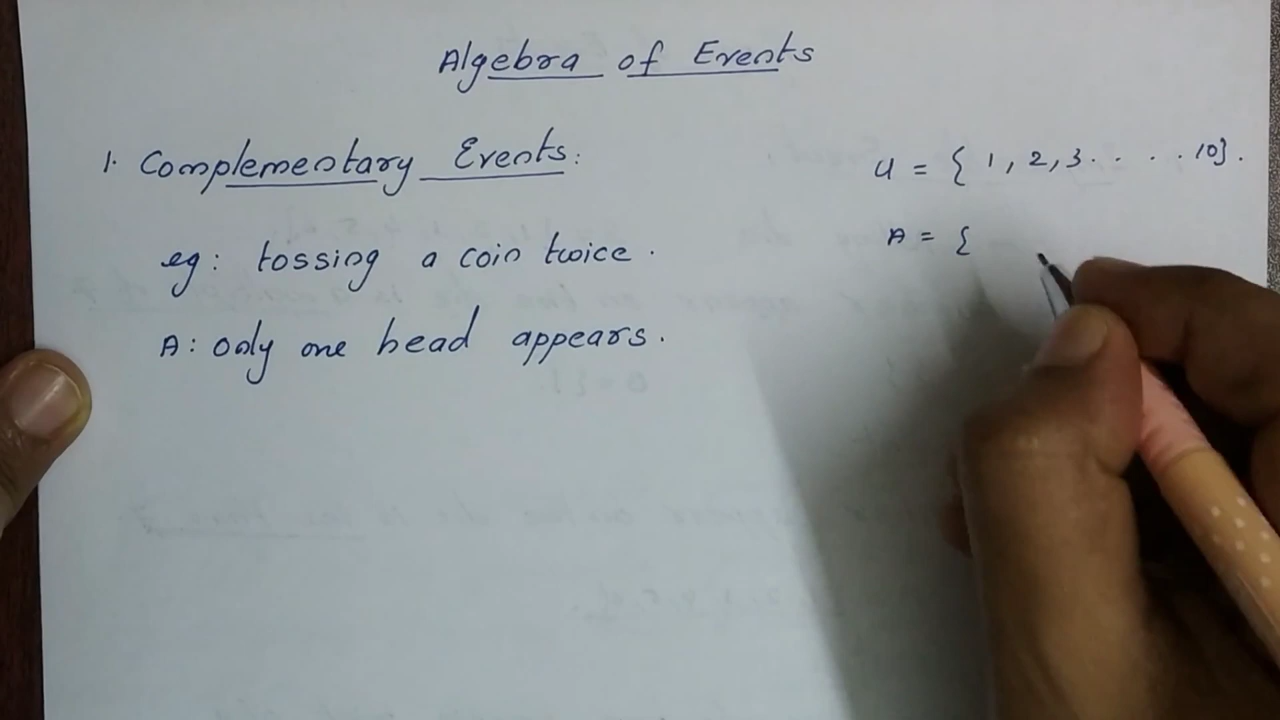 Algebra of Events
1. Complementary Events:
U = { 1, 2, 3 . . . . . 10}.
A = {
eg: tossing a coin twice.
A: only one head appears.